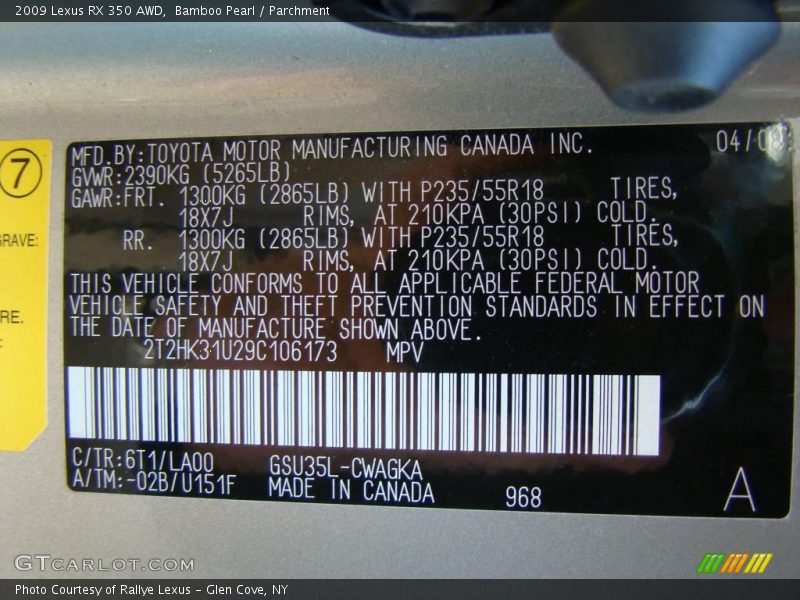 2009 Lexus RX 350 AWD, Bamboo Pearl / Parchment
7
GRAVE:
RE.
MFD.BY:TOYOTA MOTOR MANUFACTURING CANADA INC. 04/0
GVWR:2390KG (5265LB)
GAWR:FRT. 1300KG (2865LB) WITH P235/55R18 TIRES,
18X7J RIMS, AT 210KPA (30PSI) COLD.
RR. 1300KG (2865LB) WITH P235/55R18 TIRES,
18X7J RIMS, AT 210KPA (30PSI) COLD.
THIS VEHICLE CONFORMS TO ALL APPLICABLE FEDERAL MOTOR
VEHICLE SAFETY AND THEFT PREVENTION STANDARDS IN EFFECT ON
THE DATE OF MANUFACTURE SHOWN ABOVE.
2T2HK31U29C106173 MPV
C/TR:6T1/LA00 GSU35L-CWAGKA
A/TM:-02B/U151F MADE IN CANADA 968 A
GTCARLOT.COM
Photo Courtesy of Rallye Lexus - Glen Cove, NY